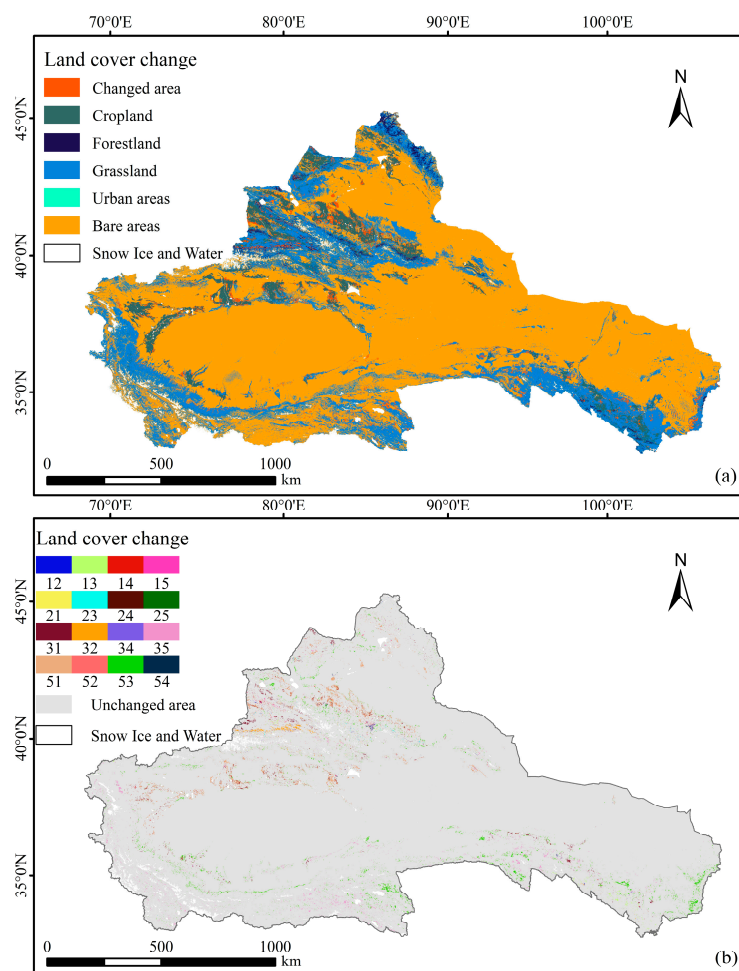 70°0'E 80°0'E 90°0'E 100°0'E
Land cover change
Changed area
Cropland
Forestland
Grassland
Urban areas
Bare areas
Snow Ice and Water
N
45°0'N
40°0'N
35°0'N
0 500 1000
km
(a)
70°0'E 80°0'E 90°0'E 100°0'E
Land cover change
12 13 14 15
21 23 24 25
31 32 34 35
51 52 53 54
Unchanged area
Snow Ice and Water
N
45°0'N
40°0'N
35°0'N
0 500 1000
km
(b)